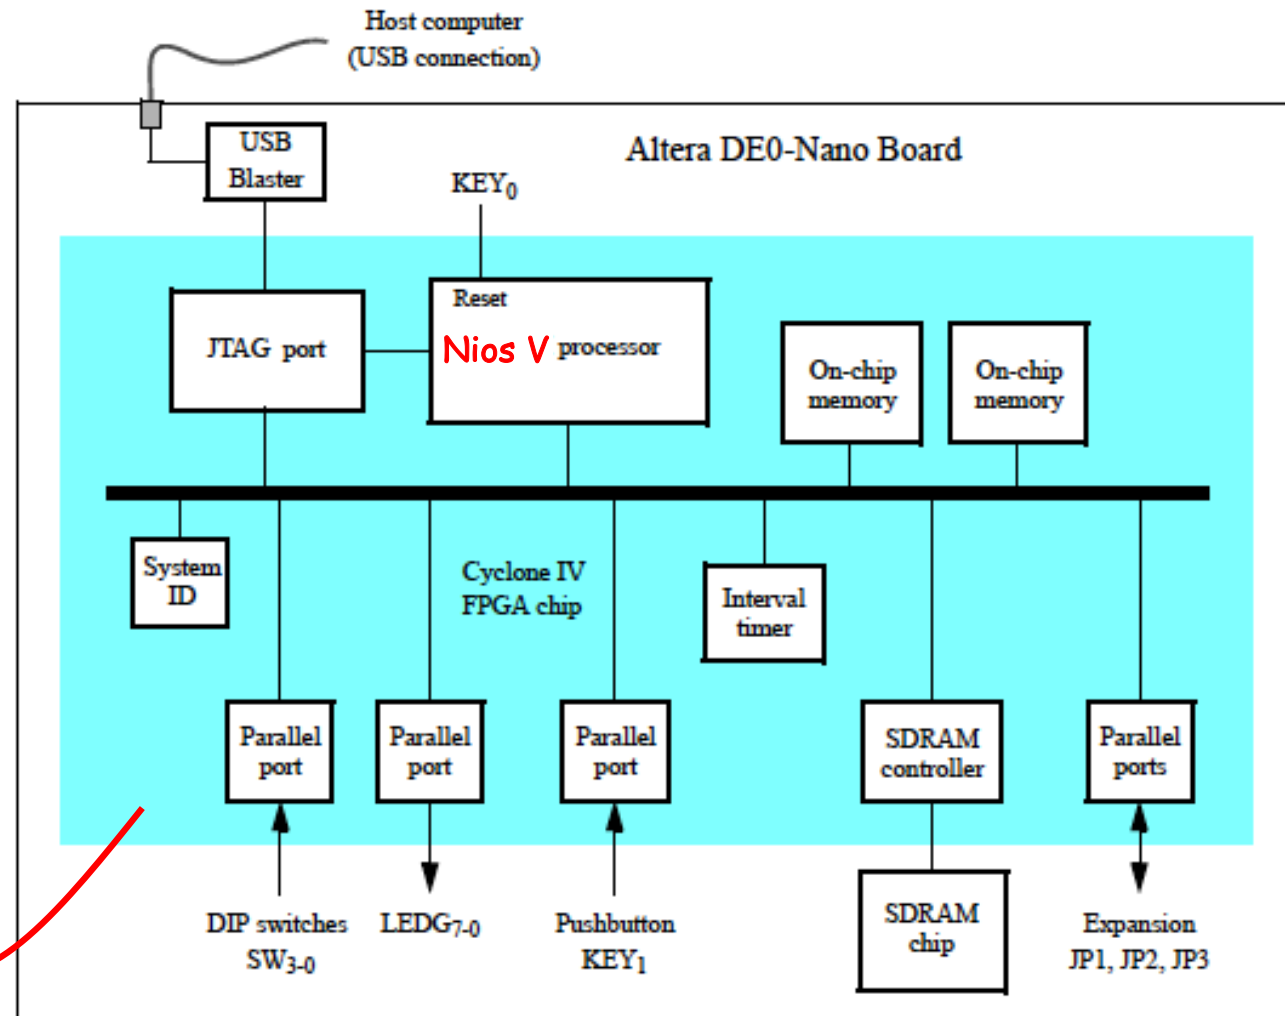 Host computer
(USB connection)
Altera DE0-Nano Board
USB
Blaster
KEY0
Reset
JTAG port
Nios V processor
On-chip
memory
On-chip
memory
System
ID
Cyclone IV
FPGA chip
Interval
timer
Parallel
port
Parallel
port
Parallel
port
SDRAM
controller
Parallel
ports
DIP switches
SW3-0
LEDG7-0
Pushbutton
KEY1
SDRAM
chip
Expansion
JP1, JP2, JP3